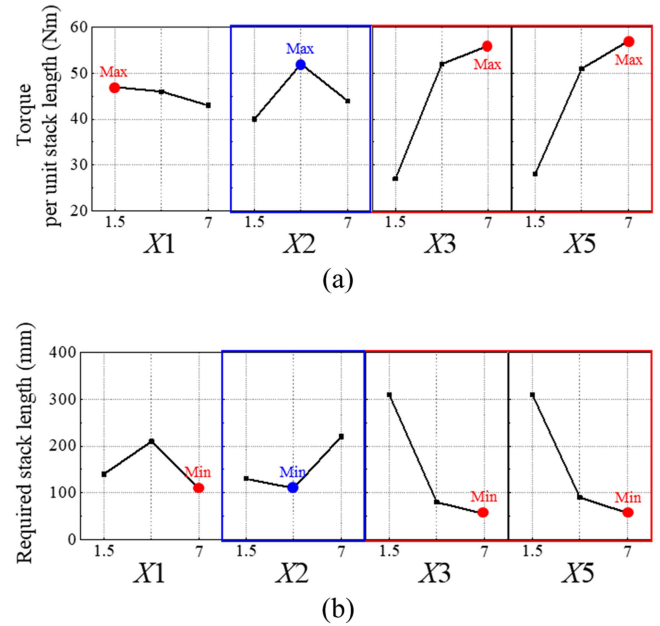 (a)
Torque
per unit stack length (Nm)
60
50
40
30
20
Max
Max
Max
Max
1.5 7 1.5 7 1.5 7 1.5 7
X1 X2 X3 X5
(a)
Required stack length (mm)
400
300
200
100
0
Min
Min
Min
Min
1.5 7 1.5 7 1.5 7 1.5 7
X1 X2 X3 X5
(b)